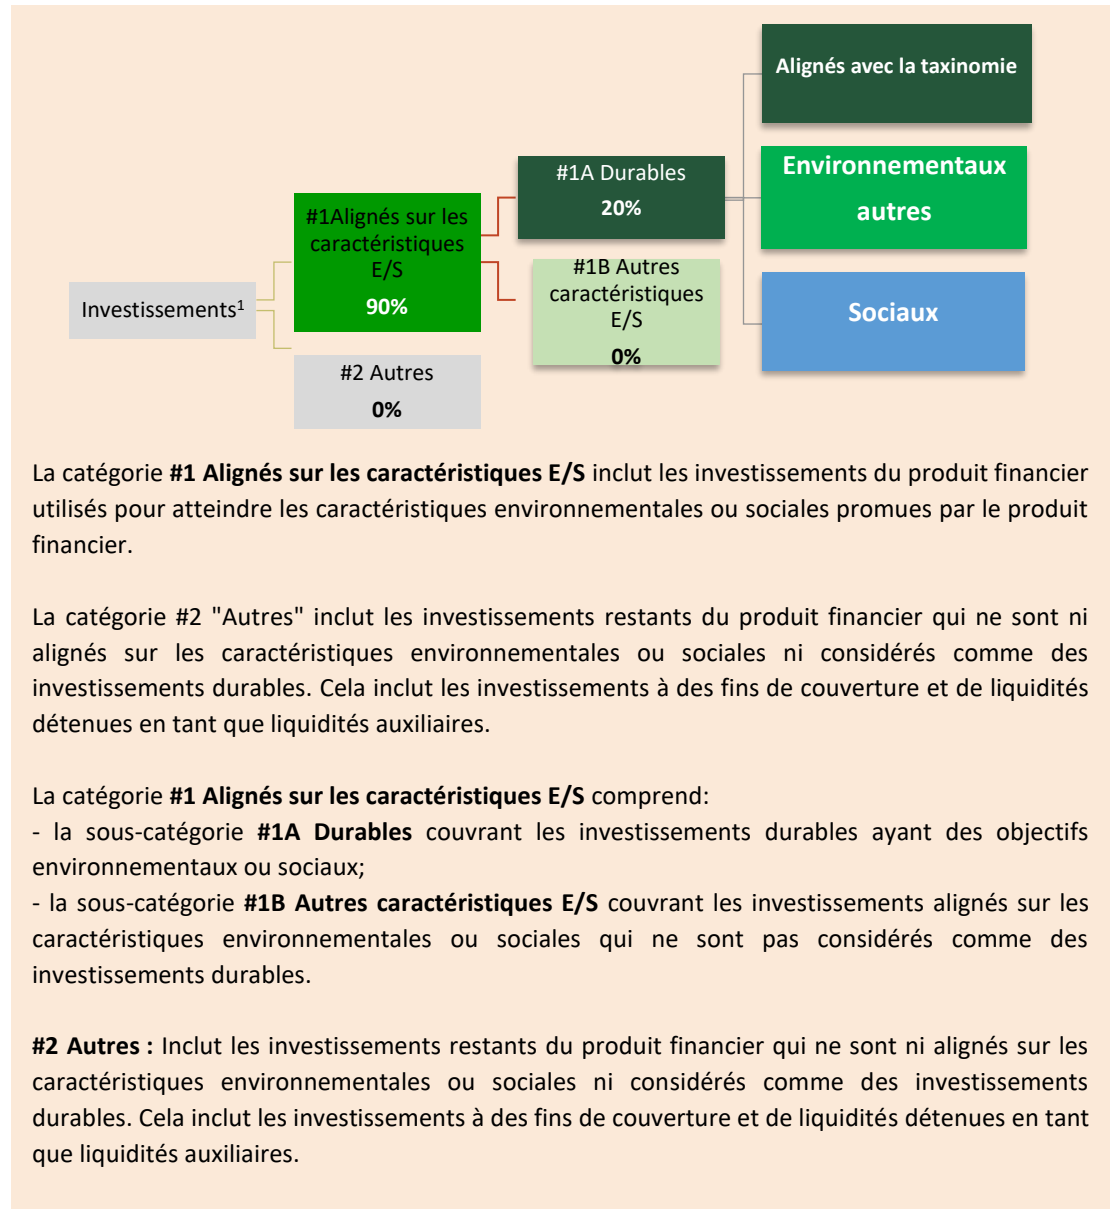 Alignés avec la taxinomie
#1A Durables
20%
Environnementaux
autres
#1Alignés sur les
caractéristiques
E/S
90%
#1B Autres
caractéristiques
E/S
0%
Investissements1
Sociaux
#2 Autres
0%
La catégorie #1 Alignés sur les caractéristiques E/S inclut les investissements du produit financier
utilisés pour atteindre les caractéristiques environnementales ou sociales promues par le produit
financier.
La catégorie #2 "Autres" inclut les investissements restants du produit financier qui ne sont ni
alignés sur les caractéristiques environnementales ou sociales ni considérés comme des
investissements durables. Cela inclut les investissements à des fins de couverture et de liquidités
détenues en tant que liquidités auxiliaires.
La catégorie #1 Alignés sur les caractéristiques E/S comprend:
- la sous-catégorie #1A Durables couvrant les investissements durables ayant des objectifs
environnementaux ou sociaux;
- la sous-catégorie #1B Autres caractéristiques E/S couvrant les investissements alignés sur les
caractéristiques environnementales ou sociales qui ne sont pas considérés comme des
investissements durables.
#2 Autres : Inclut les investissements restants du produit financier qui ne sont ni alignés sur les
caractéristiques environnementales ou sociales ni considérés comme des investissements
durables. Cela inclut les investissements à des fins de couverture et de liquidités détenues en tant
que liquidités auxiliaires.